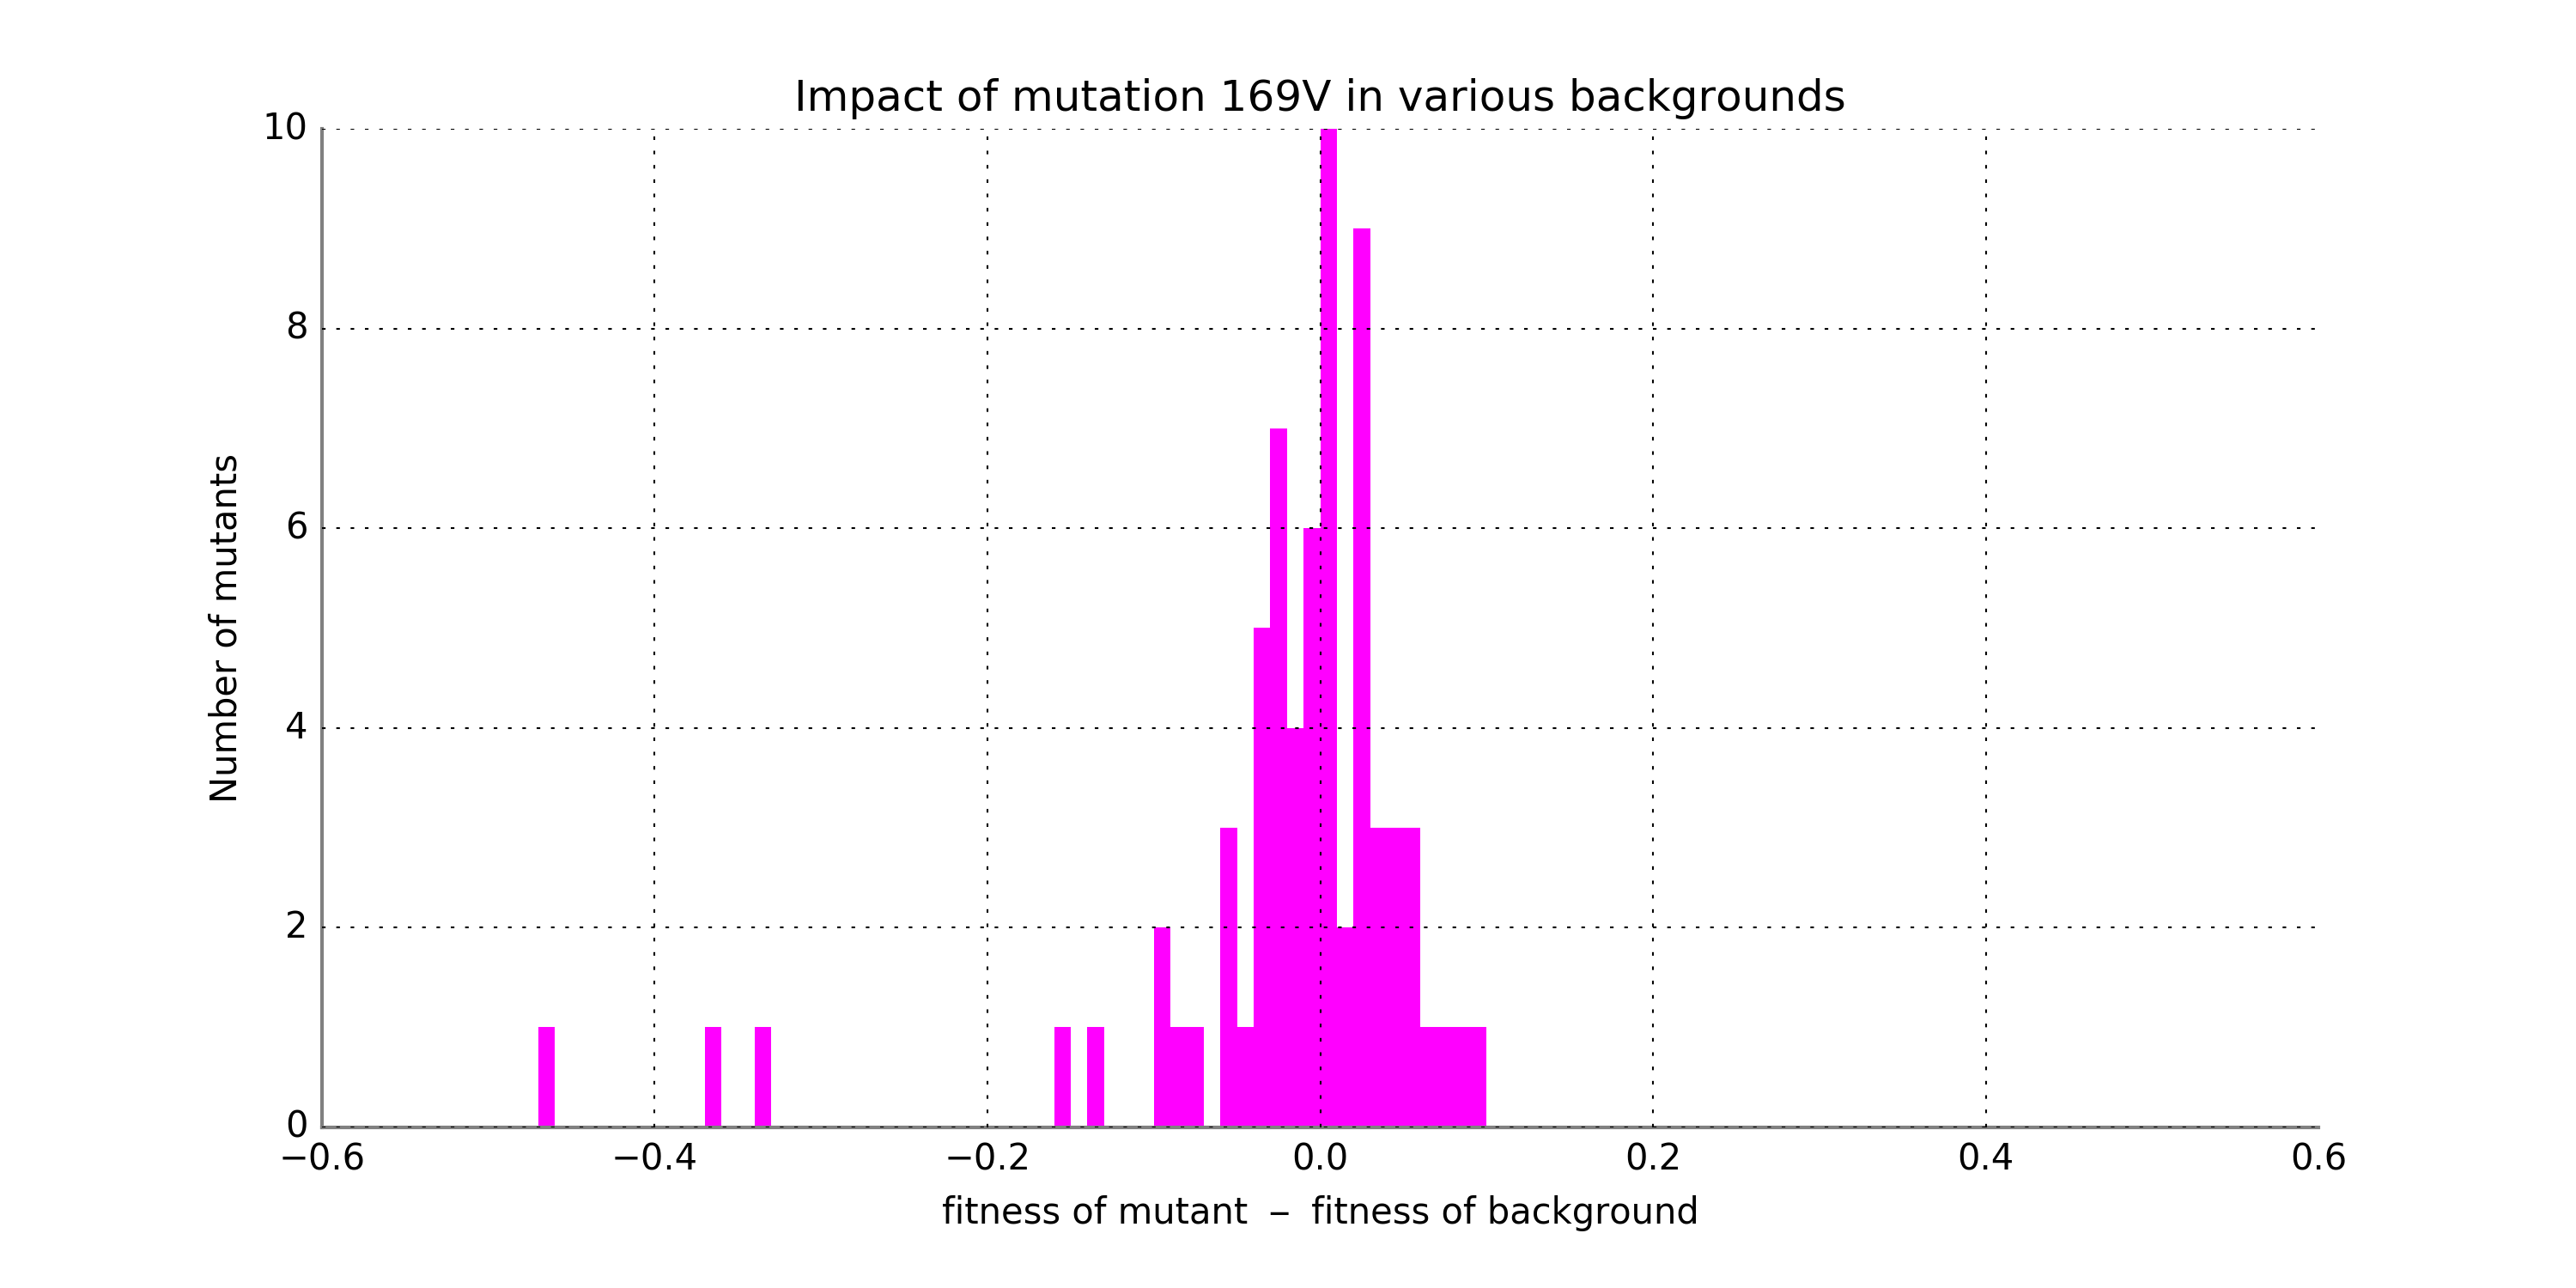 Impact of mutation 169V in various backgrounds
10
8
6
4
2
0
Number of mutants
−0.6 −0.4 −0.2 0.0 0.2 0.4 0.6
fitness of mutant − fitness of background